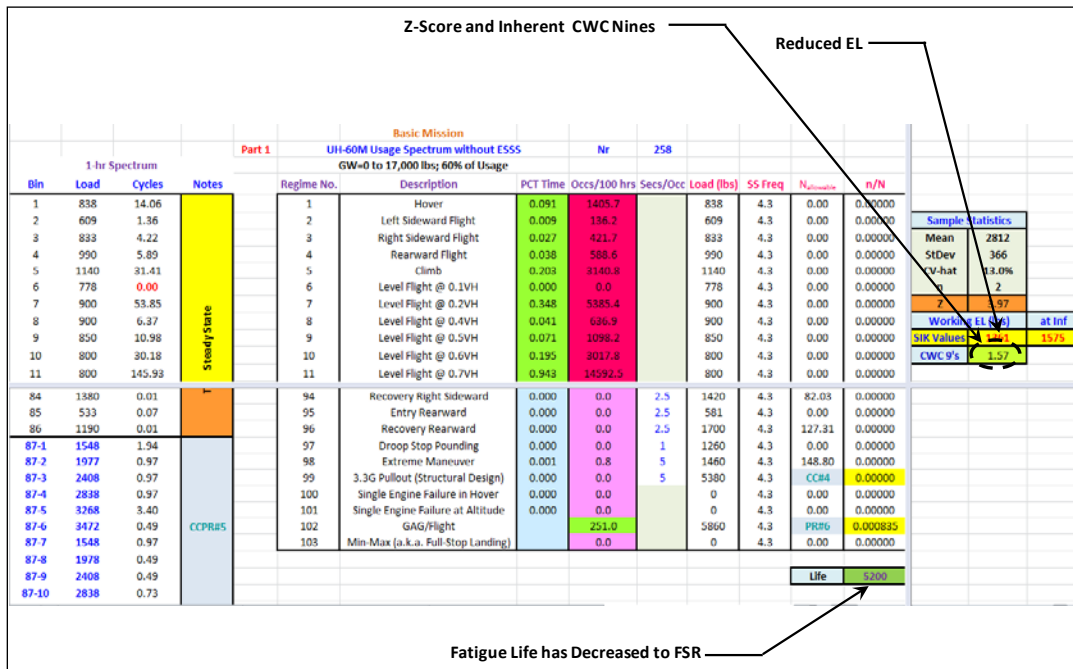 Z-Score and Inherent CWC Nines
Reduced EL
Basic Mission
Part 1 UH-60M Usage Spectrum without ESSS Nr 258
1-hr Spectrum GW=0 to 17,000 lbs; 60% of Usage
Bin Load Cycles Notes Regime No. Description PCT Time Occs/100 hrs Secs/Occ Load (lbs) SS Freq Nallowable n/N
1 838 14.06 1 Hover 0.091 1405.7 838 4.3 0.00 0.00000
2 609 1.36 2 Left Sideward Flight 0.009 136.2 609 4.3 0.00 0.00000 Sample Statistics
3 833 4.22 3 Right Sideward Flight 0.027 421.7 833 4.3 0.00 0.00000 Mean 2812
4 990 5.89 4 Rearward Flight 0.038 588.6 990 4.3 0.00 0.00000 StDev 366
5 1140 31.41 5 Climb 0.203 3140.8 1140 4.3 0.00 0.00000 CV-hat 13.0%
6 778 0.00 6 Level Flight @ 0.1VH 0.000 0.0 778 4.3 0.00 0.00000 2
7 900 53.85 7 Level Flight @ 0.2VH 0.348 5385.4 900 4.3 0.00 0.00000 Z 3.97
8 900 6.37 8 Level Flight @ 0.4VH 0.041 636.9 900 4.3 0.00 0.00000 Working EL (lbs) at Inf
9 850 10.98 Steady State 9 Level Flight @ 0.5VH 0.071 1098.2 850 4.3 0.00 0.00000 SIK Values 1575
10 800 30.18 10 Level Flight @ 0.6VH 0.195 3017.8 800 4.3 0.00 0.00000 CWC 9's 1.57
11 800 145.93 11 Level Flight @ 0.7VH 0.943 14592.5 800 4.3 0.00 0.00000
84 1380 0.01 94 Recovery Right Sideward 0.000 0.0 2.5 1420 4.3 82.03 0.00000
85 533 0.07 95 Entry Rearward 0.000 0.0 2.5 581 4.3 0.00 0.00000
86 1190 0.01 96 Recovery Rearward 0.000 0.0 2.5 1700 4.3 127.31 0.00000
87-1 1548 1.94 97 Droop Stop Pounding 0.000 0.0 1 1260 4.3 0.00 0.00000
87-2 1977 0.97 98 Extreme Maneuver 0.001 0.8 5 1460 4.3 148.80 0.00000
87-3 2408 0.97 99 3.3G Pullout (Structural Design) 0.000 0.0 5 5380 4.3 CC#4 0.00000
87-4 2838 0.97 100 Single Engine Failure in Hover 0.000 0.0 0 4.3 0.00 0.00000
87-5 3268 3.40 CCPR#5 101 Single Engine Failure at Altitude 0.000 0.0 0 4.3 0.00 0.00000
87-6 3472 0.49 102 GAG/Flight 251.0 5860 4.3 PR#6 0.000835
87-7 1548 0.97 103 Min-Max (a.k.a. Full-Stop Landing) 0.0 0 4.3 0.00 0.00000
87-8 1978 0.49
87-9 2408 0.49 Life 5200
87-10 2838 0.73
Fatigue Life has Decreased to FSR